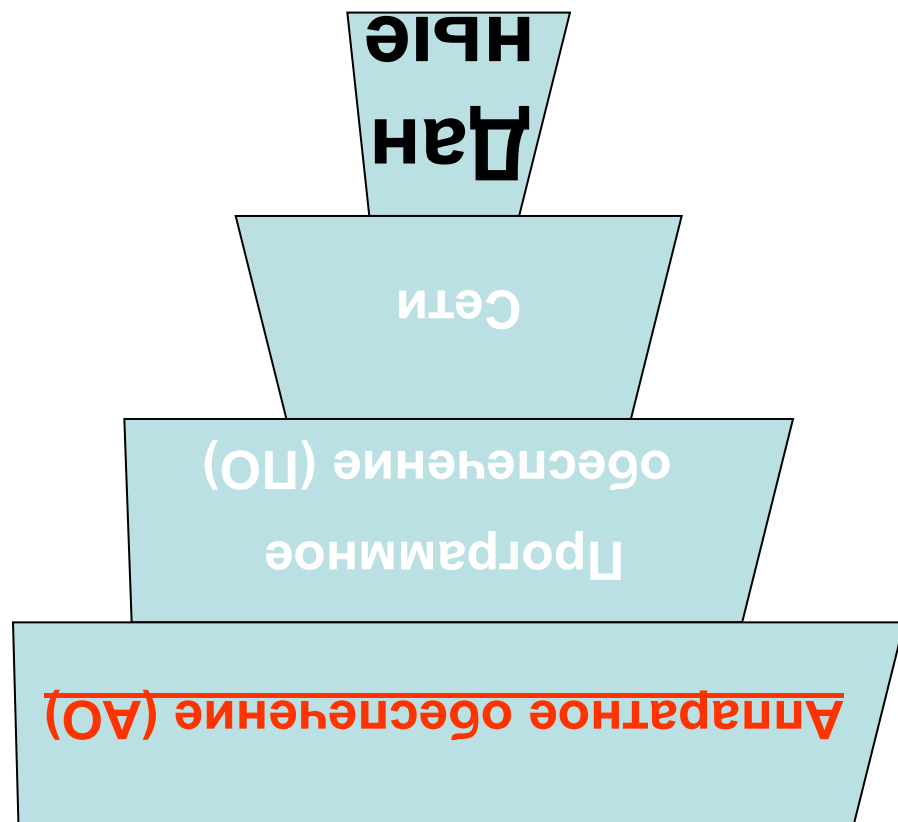 Аппаратное обеспечение (АО)
Программное
обеспечение (ПО)
Сети
Дан
ные